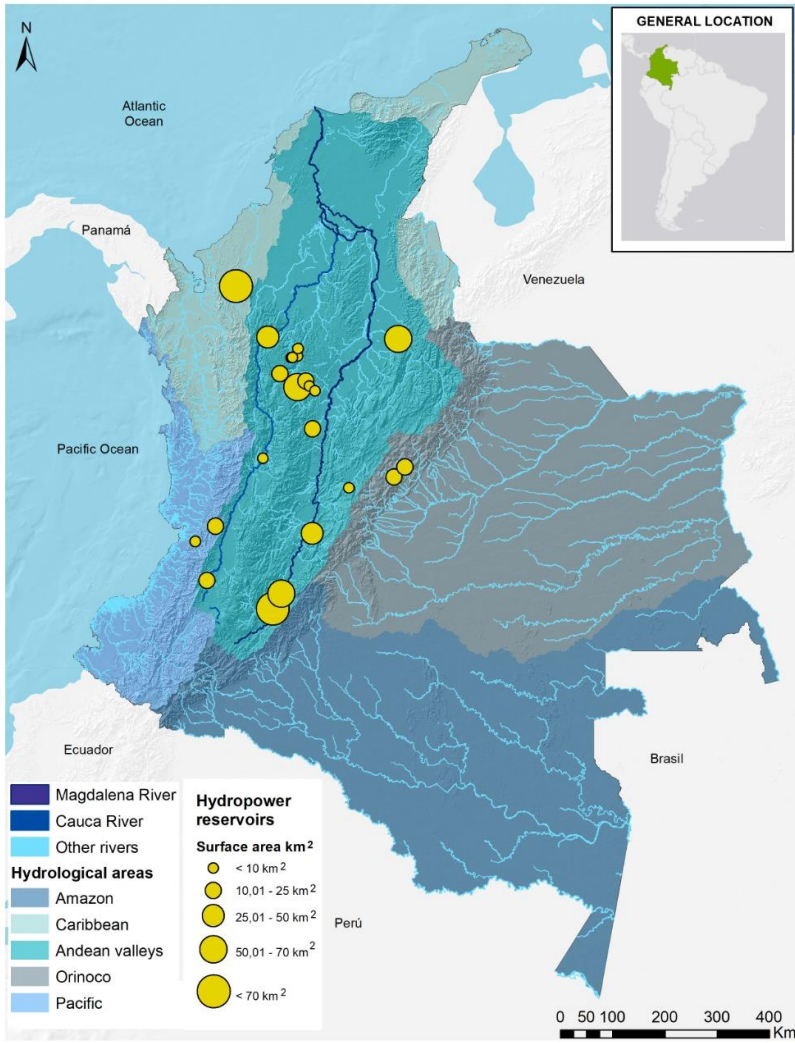 N
GENERAL LOCATION
Atlantic
Ocean
Panamá
Venezuela
Pacific Ocean
Ecuador
Brasil
Perú
Magdalena River
Cauca River
Other rivers
Hydrological areas
Amazon
Caribbean
Andean valleys
Orinoco
Pacific
Hydropower
reservoirs
Surface area km²
< 10 km²
10,01 - 25 km²
25,01 - 50 km²
50,01 - 70 km²
< 70 km²
0 50 100 200 300 400
Km